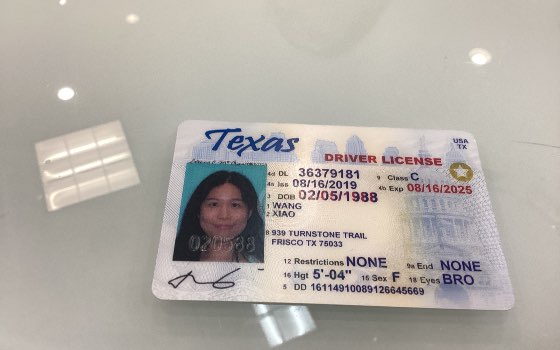 Texas
USA
TX
DRIVER LICENSE
4d DL 36379181 9 Class C
4a Iss 08/16/2019 4b Exp 08/16/2025
3 DOB 02/05/1988
1 WANG
2 XIAO
8 939 TURNSTONE TRAIL
FRISCO TX 75033
020588
12 Restrictions NONE 9a End NONE
16 Hgt 5'-04" 15 Sex F 18 Eyes BRO
5 DD 16114910089126645669